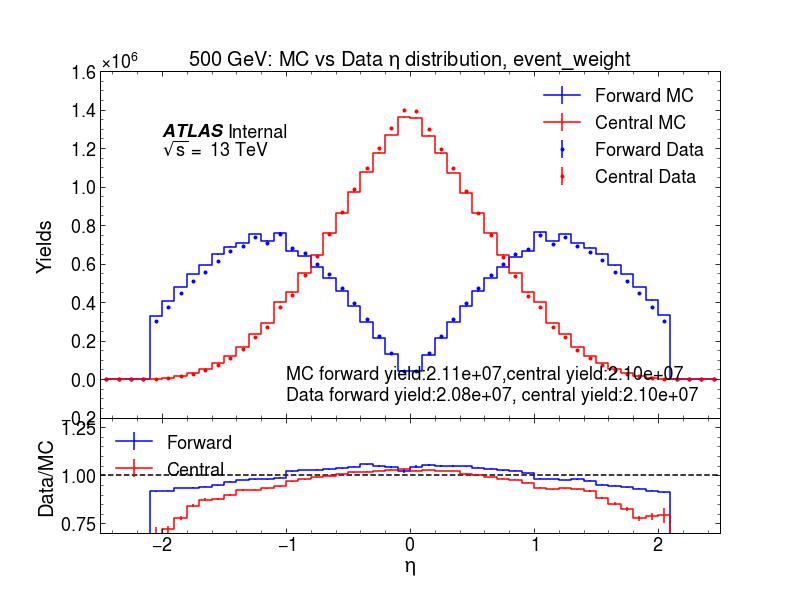 500 GeV: MC vs Data η distribution, event_weight
×10⁶
1.6
1.4
1.2
1.0
0.8
0.6
0.4
0.2
0.0
0.2
Yields
ATLAS Internal
√s = 13 TeV
Forward MC
Central MC
Forward Data
Central Data
MC forward yield:2.11e+07,central yield:2.10e+07
Data forward yield:2.08e+07, central yield:2.10e+07
1.25
1.00
0.75
Data/MC
Forward
Central
−2 −1 0 1 2
η